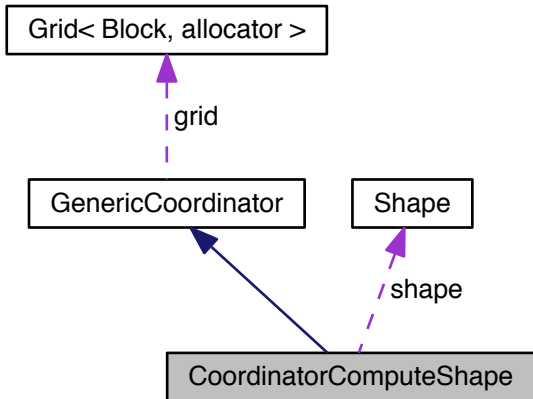 Grid< Block, allocator >
grid
GenericCoordinator
Shape
shape
CoordinatorComputeShape